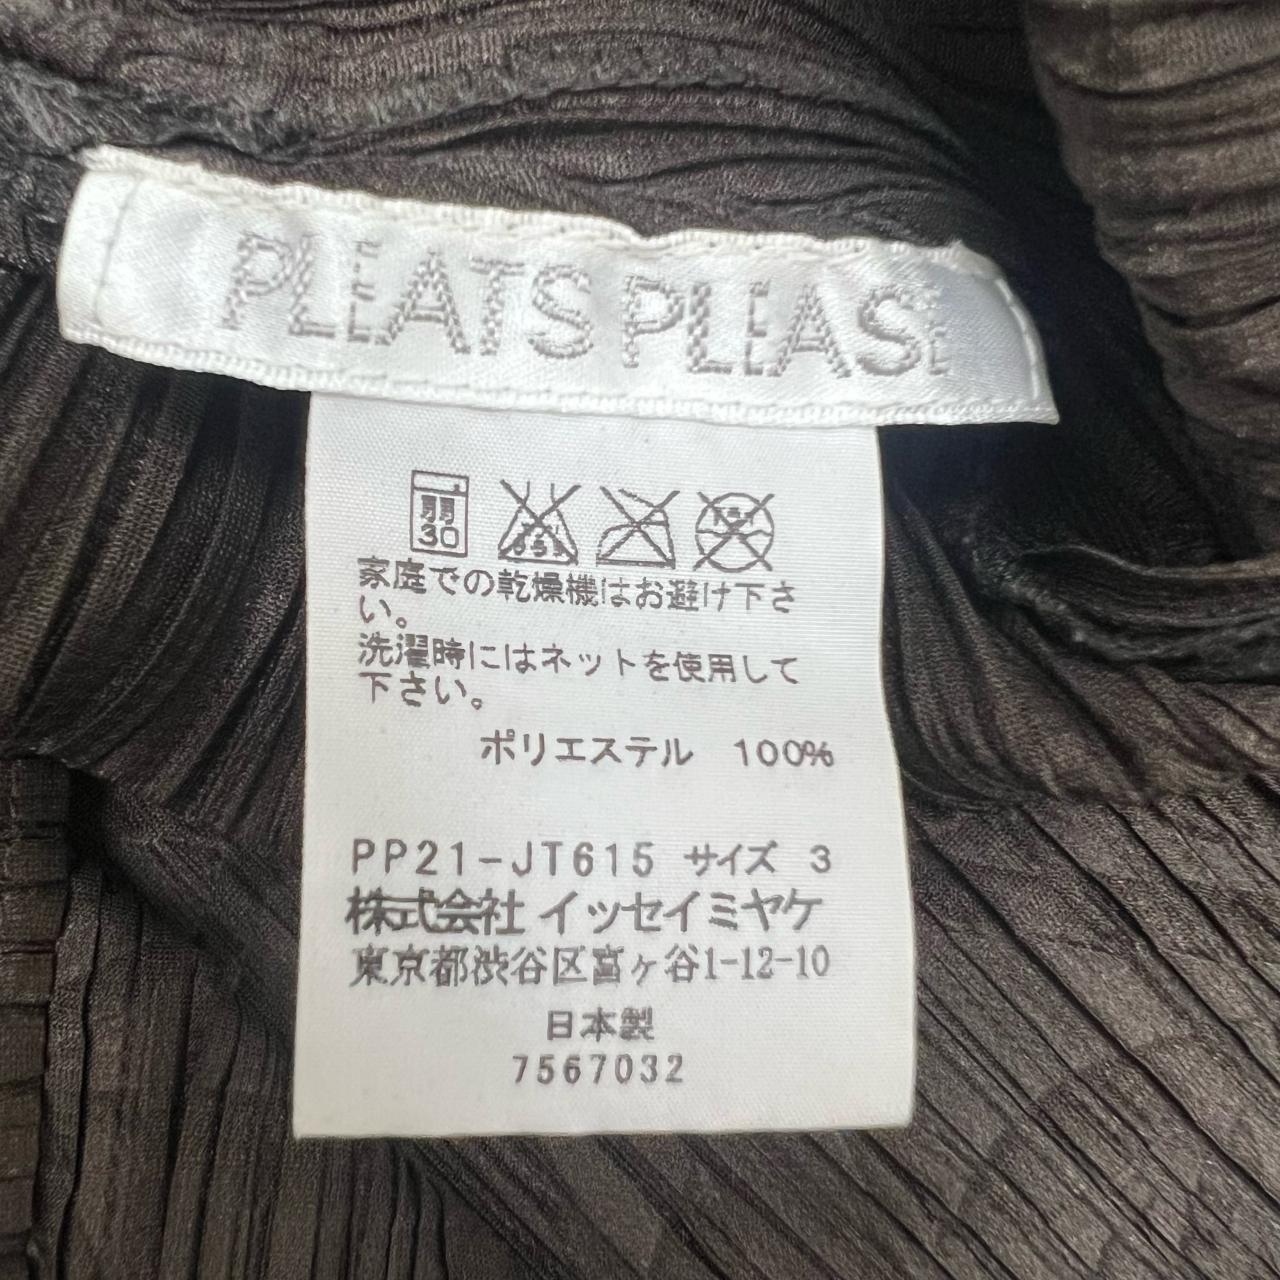 PLEATS PLEASE
弱
30
家庭での乾燥機はお避け下さ
い。
洗濯時にはネットを使用して
下さい。
ポリエステル 100%
PP21-JT615 サイズ 3
株式会社 イッセイミヤケ
東京都渋谷区富ヶ谷1-12-10
日本製
7567032